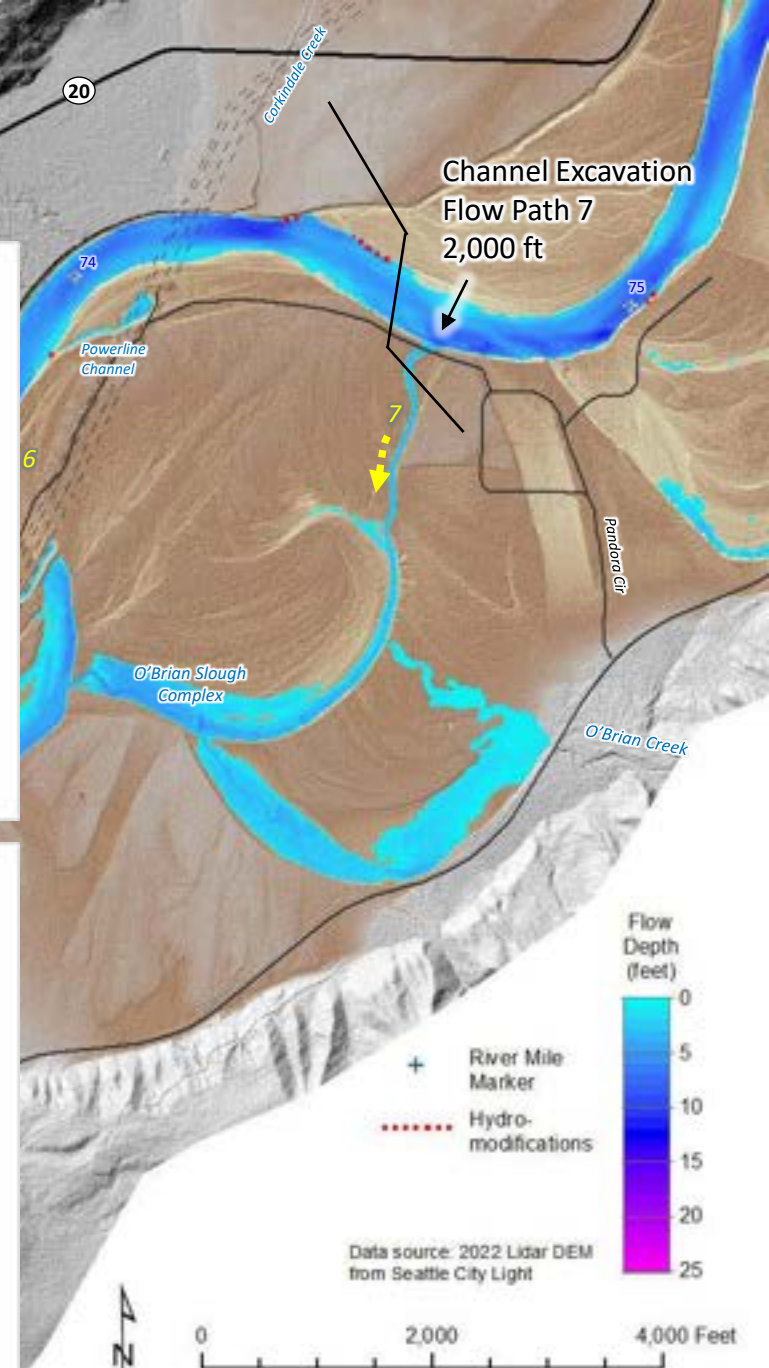 20
Corkindale Creek
Channel Excavation
Flow Path 7
2,000 ft
74
75
Powerline
Channel
7
6
Pandora Cir
O'Brian Slough
Complex
O'Brian Creek
Flow
Depth
(feet)
0
5
10
15
20
25
River Mile
Marker
Hydro-
modifications
Data source: 2022 Lidar DEM
from Seattle City Light
N
0
2,000
4,000 Feet